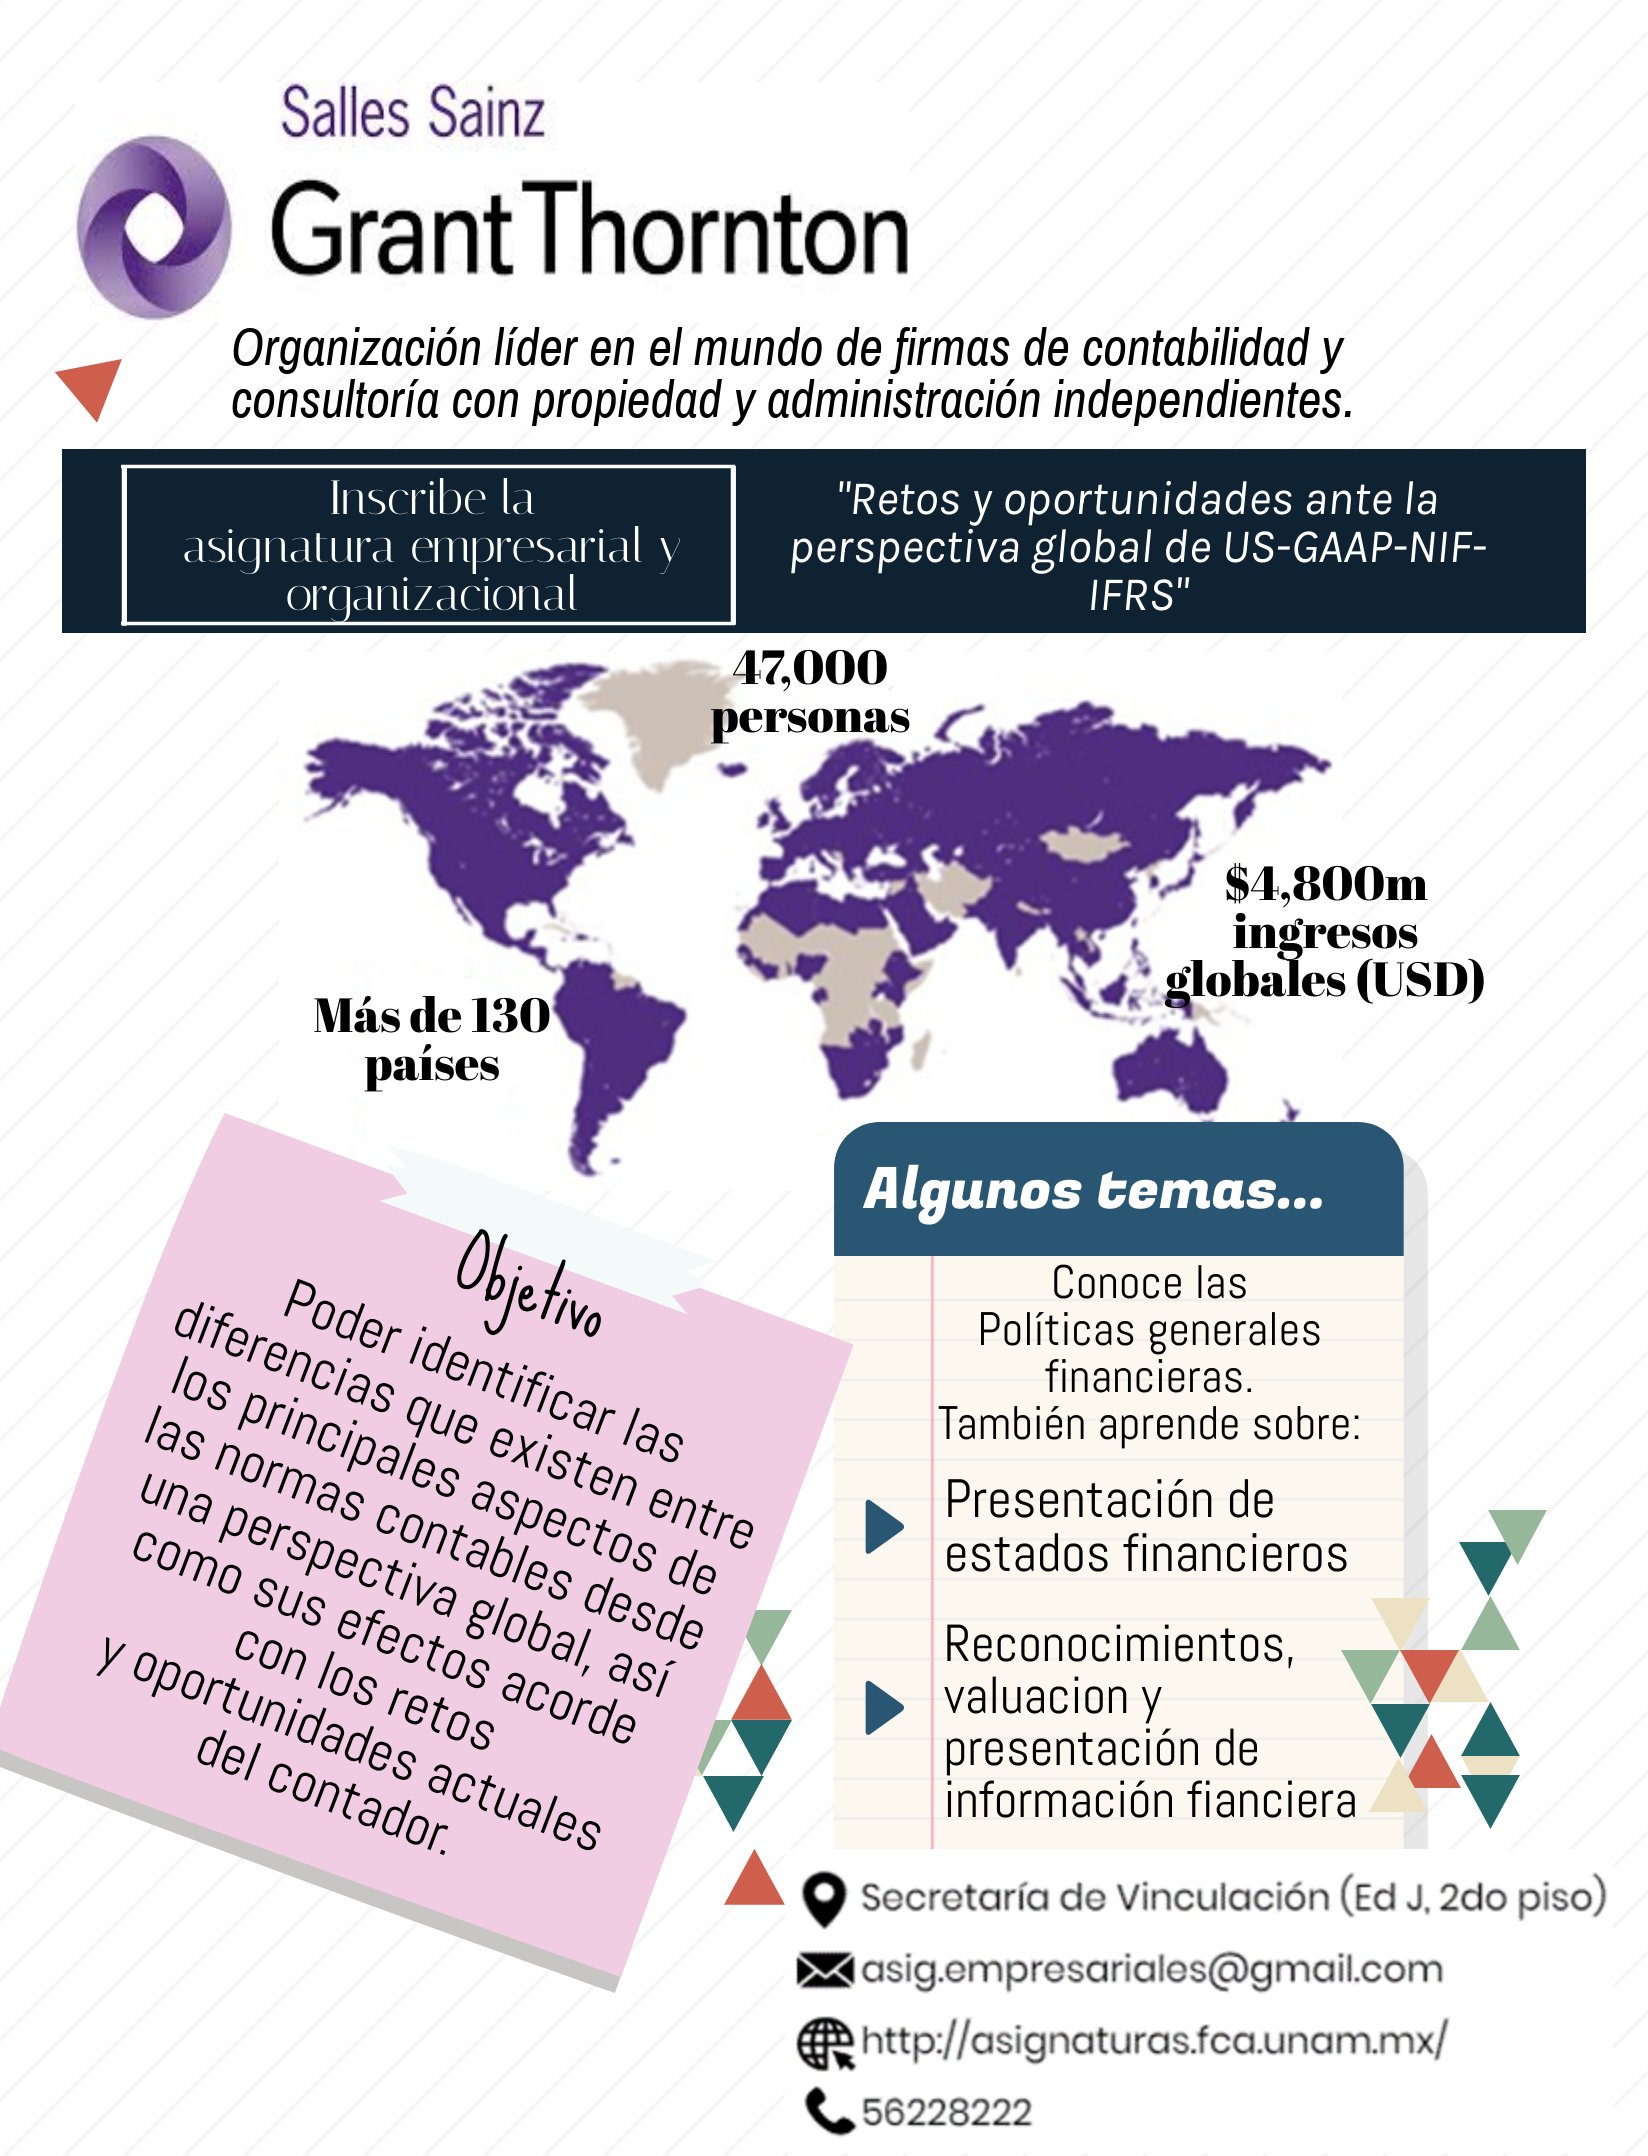 Salles Sainz
Grant Thornton
Organización líder en el mundo de firmas de contabilidad y
consultoría con propiedad y administración independientes.
Inscribe la
asignatura empresarial y
organizacional
"Retos y oportunidades ante la
perspectiva global de US-GAAP-NIF-
IFRS"
47,000
personas
$4,800m
ingresos
globales (USD)
Más de 130
países
Objetivo
Poder identificar las
diferencias que existen entre
los principales aspectos de
las normas contables desde
una perspectiva global, así
como sus efectos acorde
con los retos
y oportunidades actuales
del contador.
Algunos temas...
Conoce las
Políticas generales
financieras.
También aprende sobre:
Presentación de
estados financieros
Reconocimientos,
valuacion y
presentación de
información fianciera
Secretaría de Vinculación (Ed J, 2do piso)
asig.empresariales@gmail.com
http://asignaturas.fca.unam.mx/
56228222